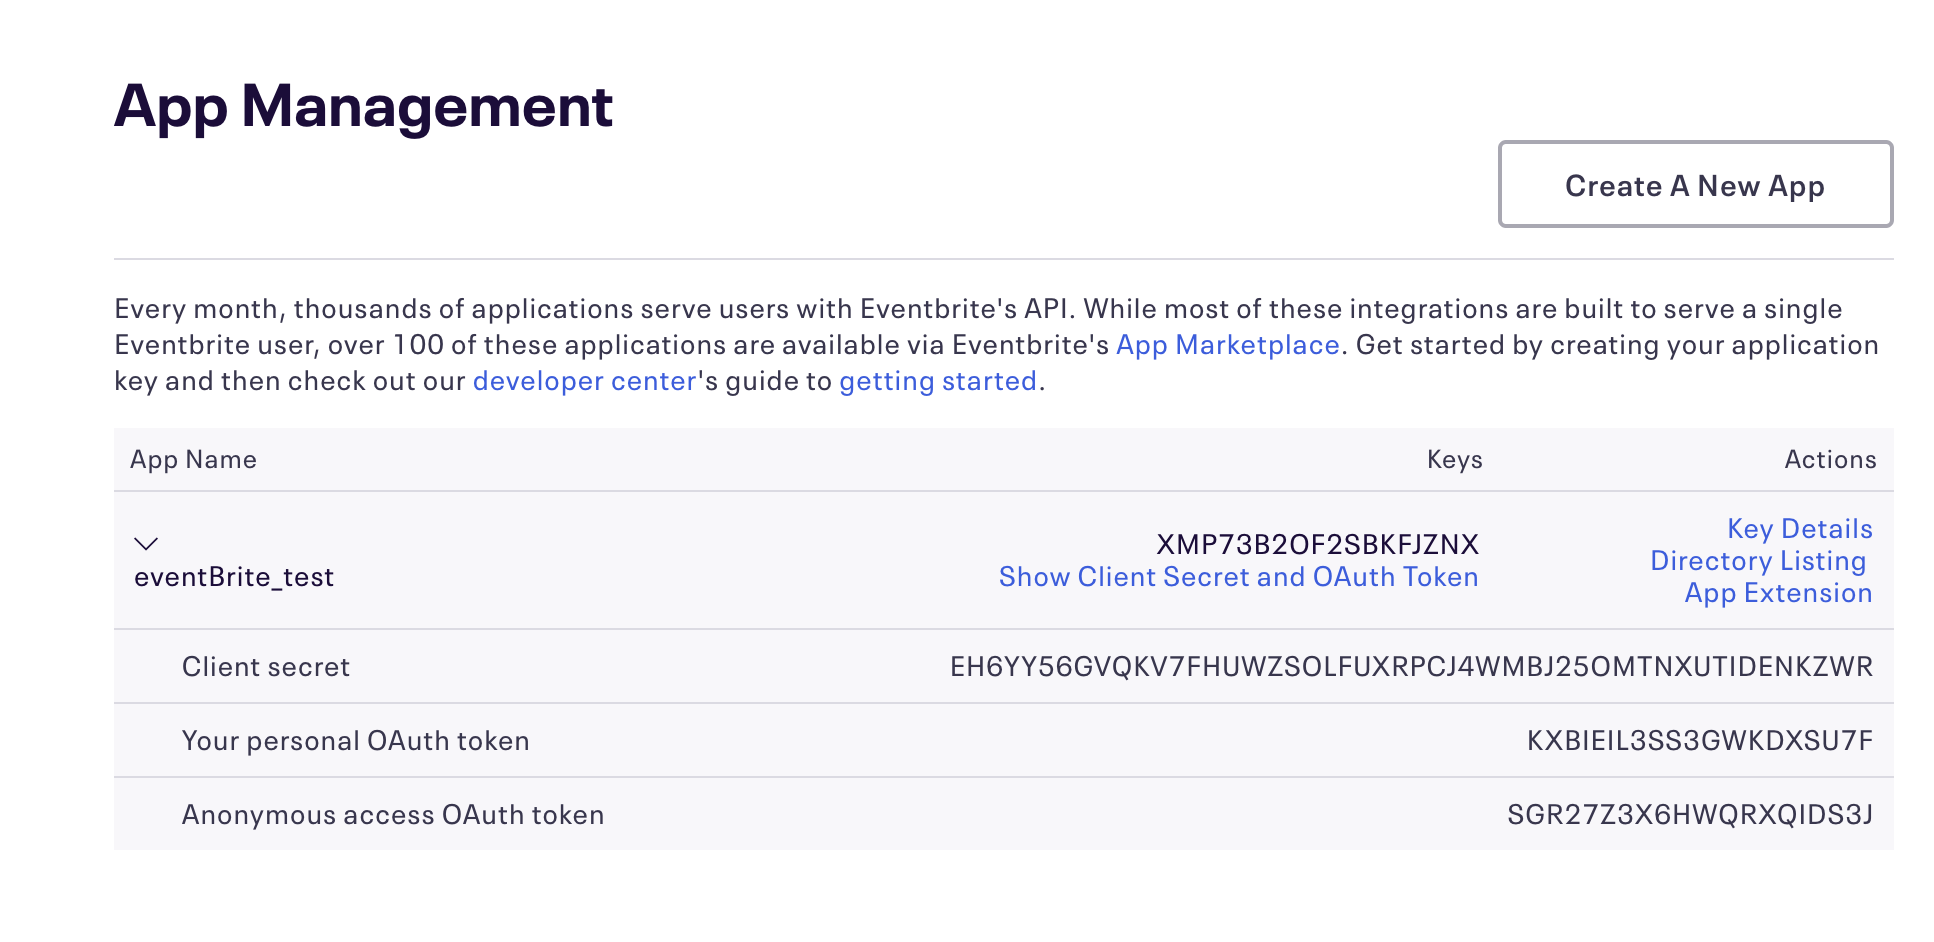 App Management
Create A New App
Every month, thousands of applications serve users with Eventbrite's API. While most of these integrations are built to serve a single
Eventbrite user, over 100 of these applications are available via Eventbrite's App Marketplace. Get started by creating your application
key and then check out our developer center's guide to getting started.
App Name Keys Actions
eventBrite_test
XMP73B2OF2SBKFJZNX
Show Client Secret and OAuth Token
Key Details
Directory Listing
App Extension
Client secret EH6YY56GVQKV7FHUWZSOLFUXRPCJ4WMBJ25OMTNXUTIDENKZWR
Your personal OAuth token KXBIEIL3SS3GWKDXSU7F
Anonymous access OAuth token SGR27Z3X6HWQRXQIDS3J